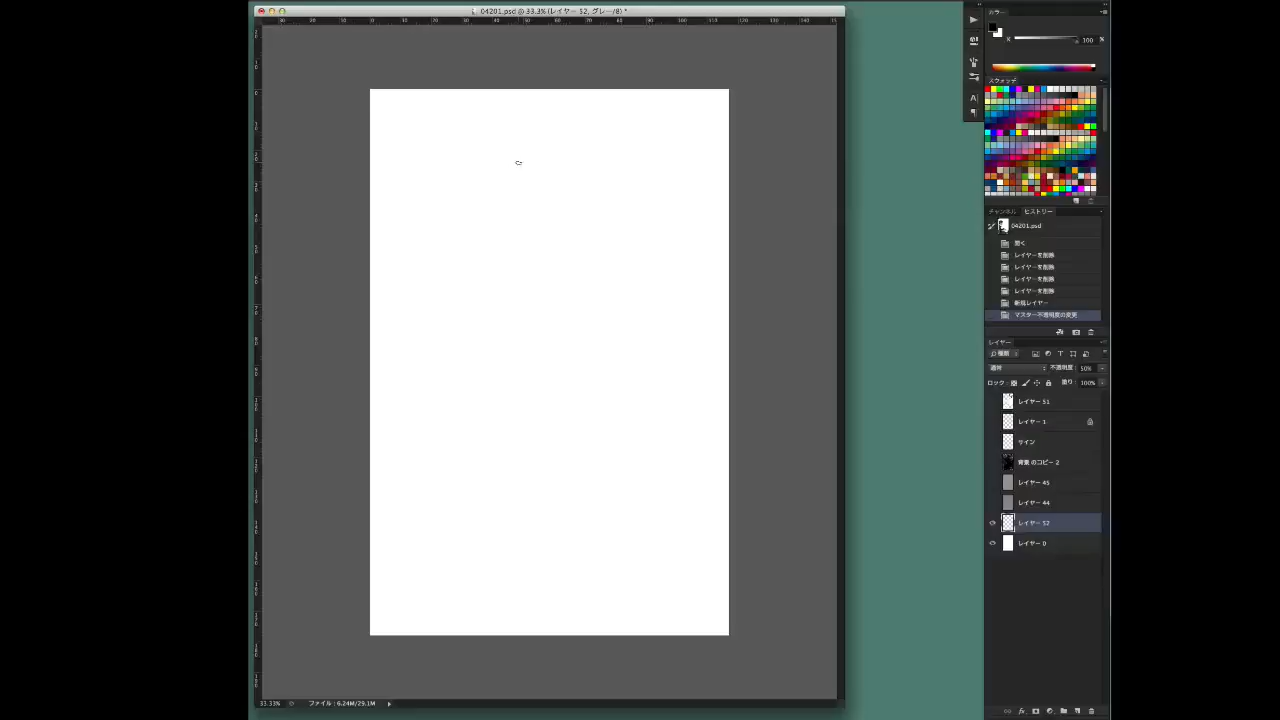 04201.psd @ 33.3% (レイヤー 52, グレー/8) *
カラー
K
100
%
スウォッチ
チャンネル
ヒストリー
04201.psd
開く
レイヤーを削除
レイヤーを削除
レイヤーを削除
レイヤーを削除
新規レイヤー
マスター不透明度の変更
レイヤー
種類
通常
不透明度:
50%
ロック:
塗り:
100%
レイヤー 51
レイヤー 1
サイン
背景 のコピー 2
レイヤー 45
レイヤー 44
レイヤー 52
レイヤー 0
33.33%
ファイル : 6.24M/29.1M